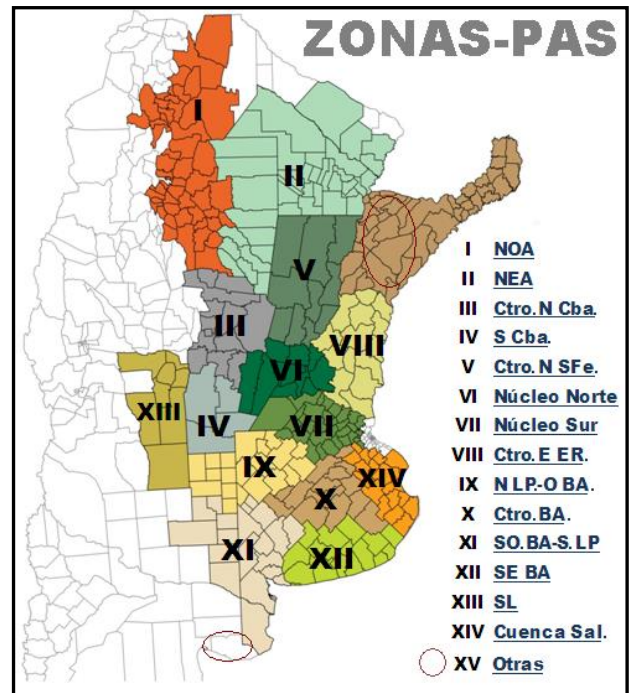 ZONAS-PAS
I
II
V
III
VIII
VI
XIII
IV
VII
IX
XIV
X
XI
XII
I NOA
II NEA
III Ctro.N Cba.
IV S Cba.
V Ctro.N SFe.
VI Núcleo Norte
VII Núcleo Sur
VIII Ctro.E ER.
IX N LP.-O BA.
X Ctro.BA.
XI SO.BA-S.LP
XII SE BA
XIII SL
XIV Cuenca Sal.
XV Otras